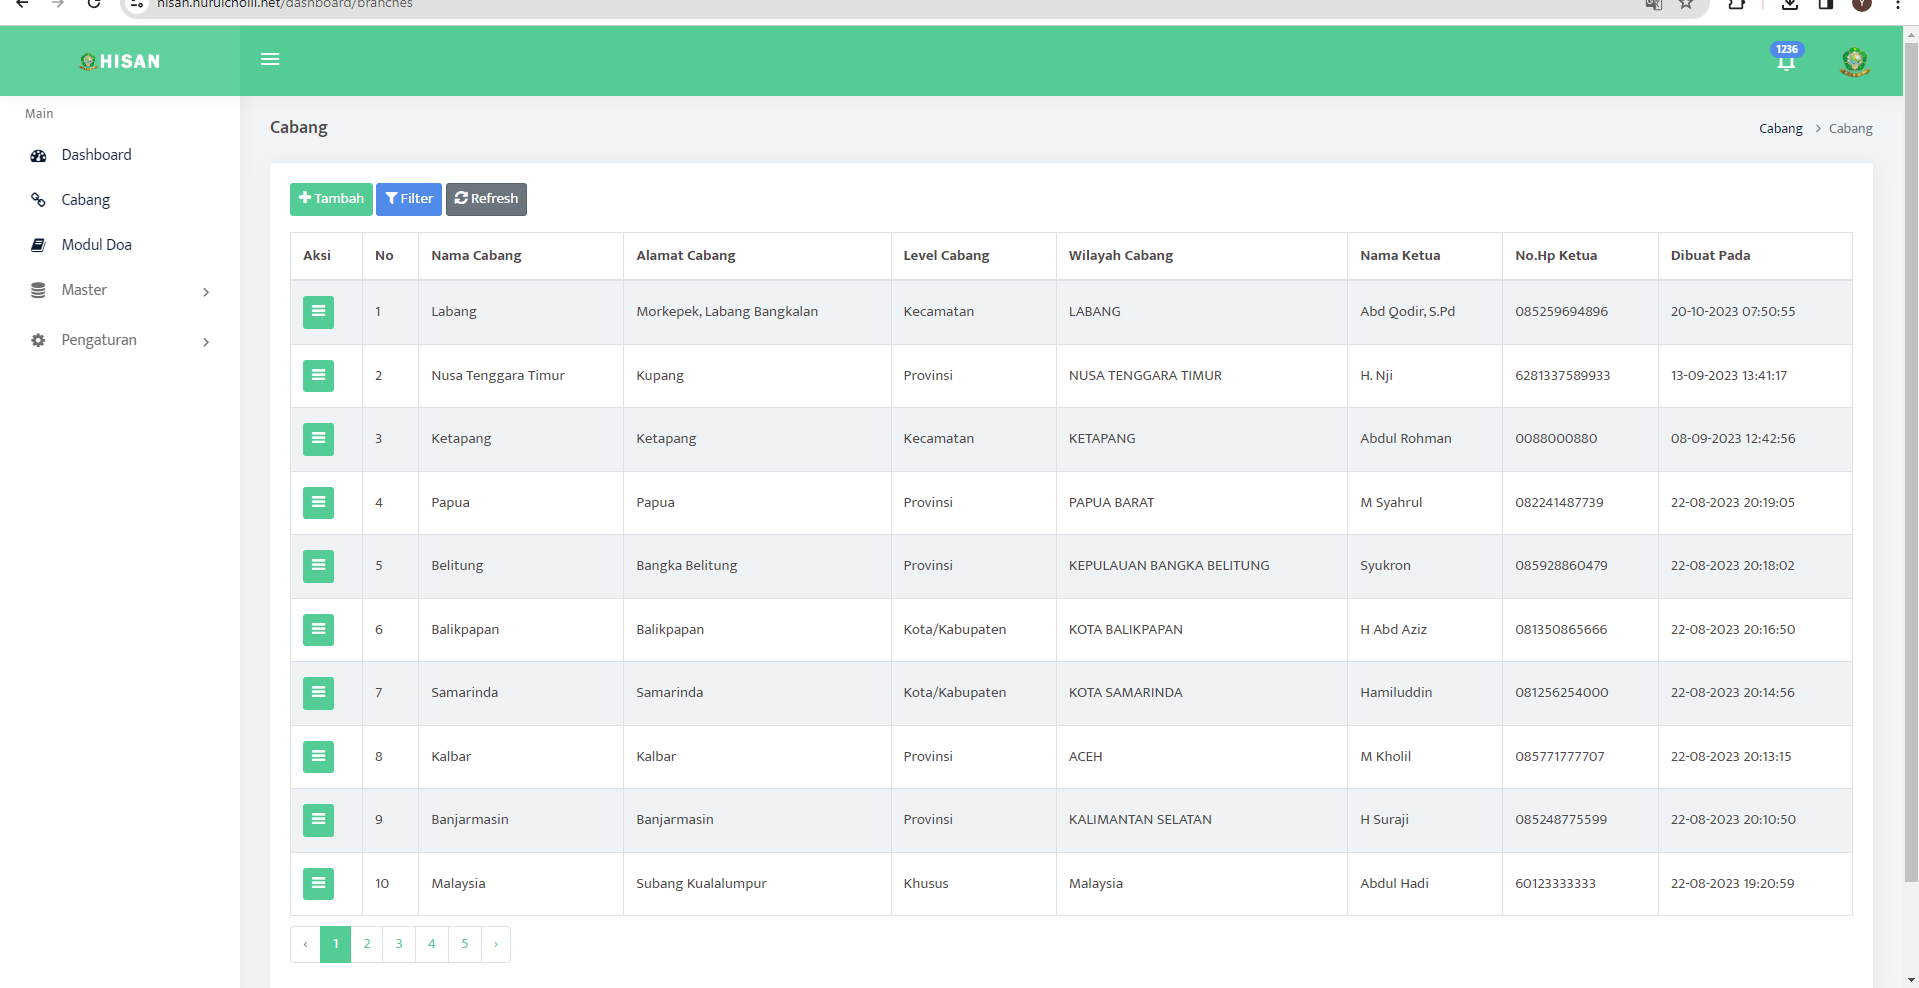 hisan.nurulcholil.net/dashboard/branches
Y
HISAN
1236
Main
Dashboard
Cabang
Modul Doa
Master
Pengaturan
Cabang
Cabang > Cabang
Tambah Filter Refresh
Aksi No Nama Cabang Alamat Cabang Level Cabang Wilayah Cabang Nama Ketua No.Hp Ketua Dibuat Pada
1 Labang Morkepek, Labang Bangkalan Kecamatan LABANG Abd Qodir, S.Pd 085259694896 20-10-2023 07:50:55
2 Nusa Tenggara Timur Kupang Provinsi NUSA TENGGARA TIMUR H. Nji 6281337589933 13-09-2023 13:41:17
3 Ketapang Ketapang Kecamatan KETAPANG Abdul Rohman 0088000880 08-09-2023 12:42:56
4 Papua Papua Provinsi PAPUA BARAT M Syahrul 082241487739 22-08-2023 20:19:05
5 Belitung Bangka Belitung Provinsi KEPULAUAN BANGKA BELITUNG Syukron 085928860479 22-08-2023 20:18:02
6 Balikpapan Balikpapan Kota/Kabupaten KOTA BALIKPAPAN H Abd Aziz 081350865666 22-08-2023 20:16:50
7 Samarinda Samarinda Kota/Kabupaten KOTA SAMARINDA Hamiluddin 081256254000 22-08-2023 20:14:56
8 Kalbar Kalbar Provinsi ACEH M Kholil 085771777707 22-08-2023 20:13:15
9 Banjarmasin Banjarmasin Provinsi KALIMANTAN SELATAN H Suraji 085248775599 22-08-2023 20:10:50
10 Malaysia Subang Kualalumpur Khusus Malaysia Abdul Hadi 60123333333 22-08-2023 19:20:59
‹ 1 2 3 4 5 ›